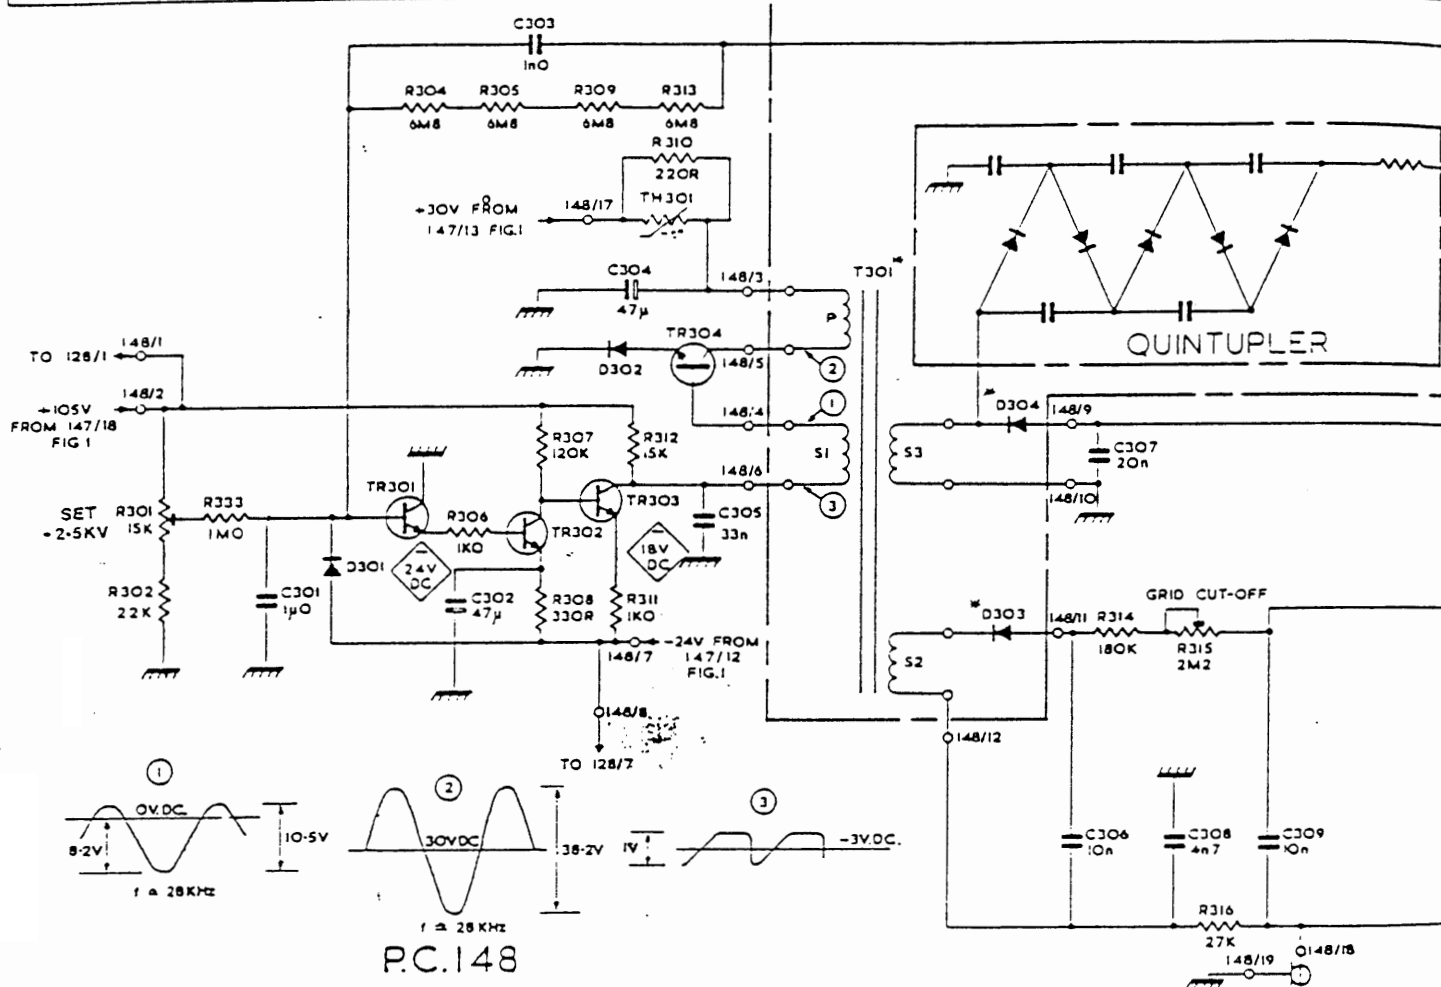 C303
1nO
R304
R305
R309
R313
6M8
6M8
6M8
6M8
R310
220R
TH301
148/17
+30V FROM
147/13 FIG.1
C304
47µ
148/3
T301*
P
TR304
D302
148/5
2
QUINTUPLER
TO 128/1
148/1
148/2
+105V
FROM 147/18
FIG 1
148/4
1
R307
120K
R312
15K
S1
S3
* D304
148/9
C307
20n
148/10
148/6
3
TR301
TR303
SET
-2·5KV
R301
15K
R333
1MO
R306
1KO
TR302
C305
33n
18V
DC
D301
24V
DC
R302
22K
C301
1µO
C302
47µ
R308
330R
R311
1KO
-24V FROM
147/12
FIG.1
148/7
148/8
TO 128/7
S2
* D303
148/11
R314
180K
GRID CUT-OFF
R315
2M2
148/12
1
0V.DC.
8·2V
10·5V
f ≏ 28KHz
2
30VDC
38·2V
f ≏ 28KHz
3
1V
-3V.DC.
C306
10n
C308
4n7
C309
10n
R316
27K
148/18
148/19
P.C.148